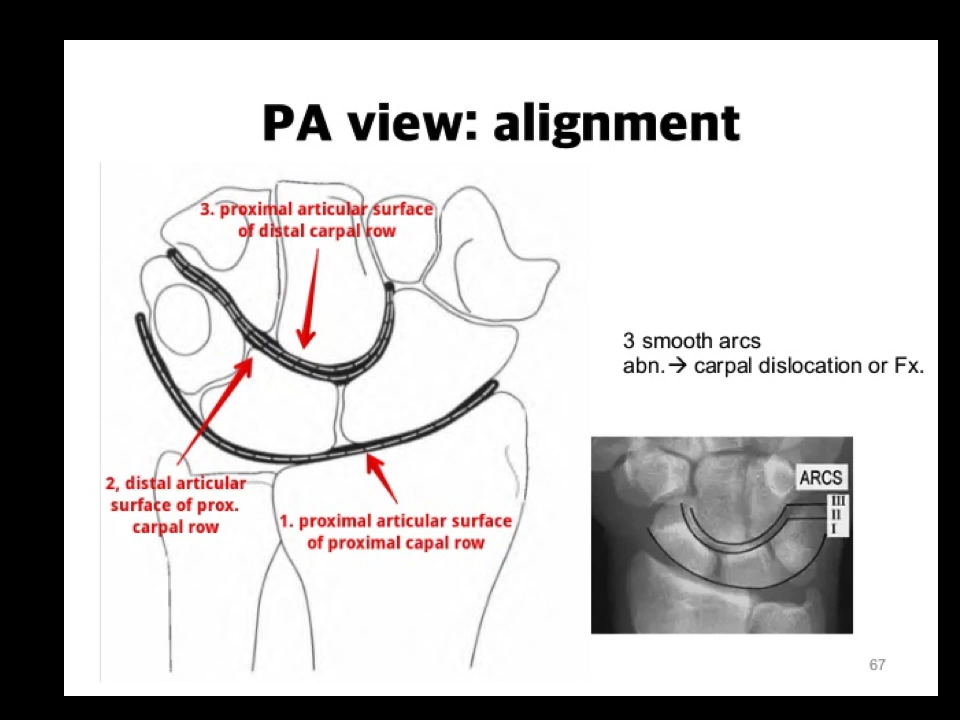 PA view: alignment
3. proximal articular surface
of distal carpal row
3 smooth arcs
abn.→ carpal dislocation or Fx.
2, distal articular
surface of prox.
carpal row
1. proximal articular surface
of proximal capal row
ARCS
III
II
I
67